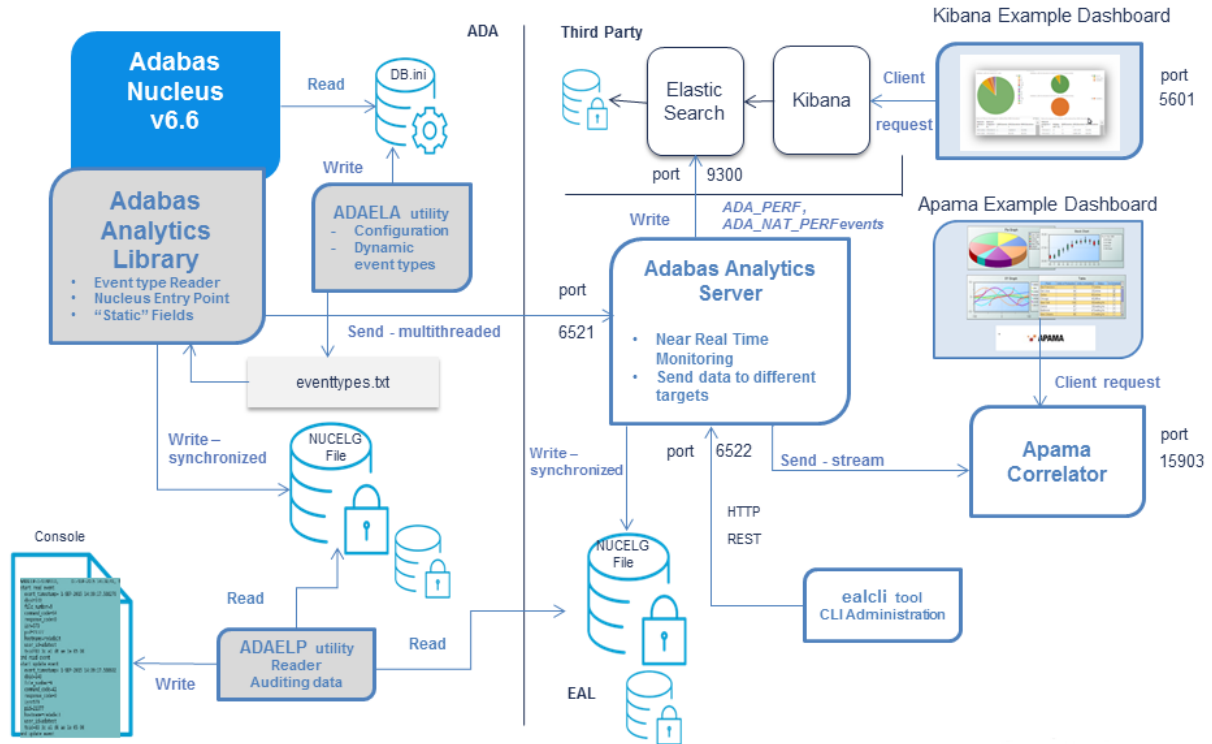 ADA
Third Party
Kibana Example Dashboard
Adabas
Nucleus
v6.6
Read
DB.ini
Elastic
Search
Kibana
Client
request
port
5601
Write
port
9300
Adabas
Analytics
Library
Event type Reader
Nucleus Entry Point
“Static” Fields
ADAELA utility
- Configuration
- Dynamic
event types
Write
ADA_PERF,
ADA_NAT_PERFevents
Apama Example Dashboard
APAMA
port
6521
Send - multithreaded
Adabas Analytics
Server
Near Real Time
Monitoring
Send data to different
targets
eventtypes.txt
Client request
Write –
synchronized
NUCELG
File
Write –
synchronized
port
6522
Send - stream
Apama
Correlator
port
15903
HTTP
REST
Console
NUCELG
File
ealcli tool
CLI Administration
Read
Read
ADAELP utility
Reader
Auditing data
Write
EAL